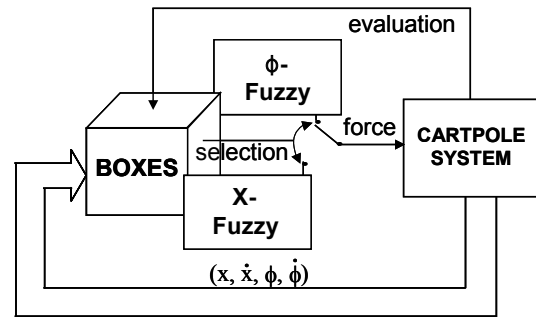 evaluation
ϕ-
Fuzzy
force
CARTPOLE
SYSTEM
selection
BOXES
X-
Fuzzy
(x, ẋ, ϕ, ϕ̇)